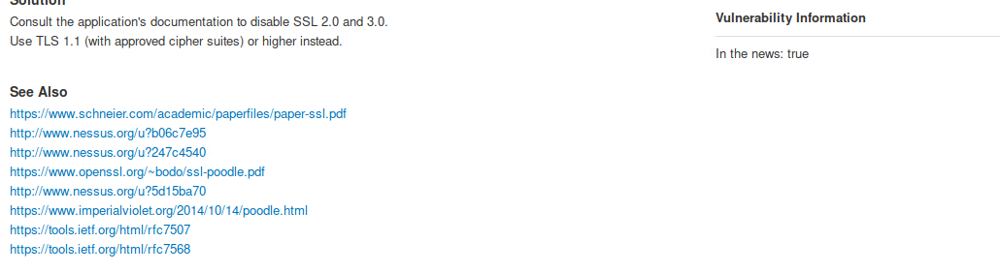 Solution
Consult the application's documentation to disable SSL 2.0 and 3.0.
Use TLS 1.1 (with approved cipher suites) or higher instead.
See Also
https://www.schneier.com/academic/paperfiles/paper-ssl.pdf
http://www.nessus.org/u?b06c7e95
http://www.nessus.org/u?247c4540
https://www.openssl.org/~bodo/ssl-poodle.pdf
http://www.nessus.org/u?5d15ba70
https://www.imperialviolet.org/2014/10/14/poodle.html
https://tools.ietf.org/html/rfc7507
https://tools.ietf.org/html/rfc7568
Vulnerability Information
In the news: true